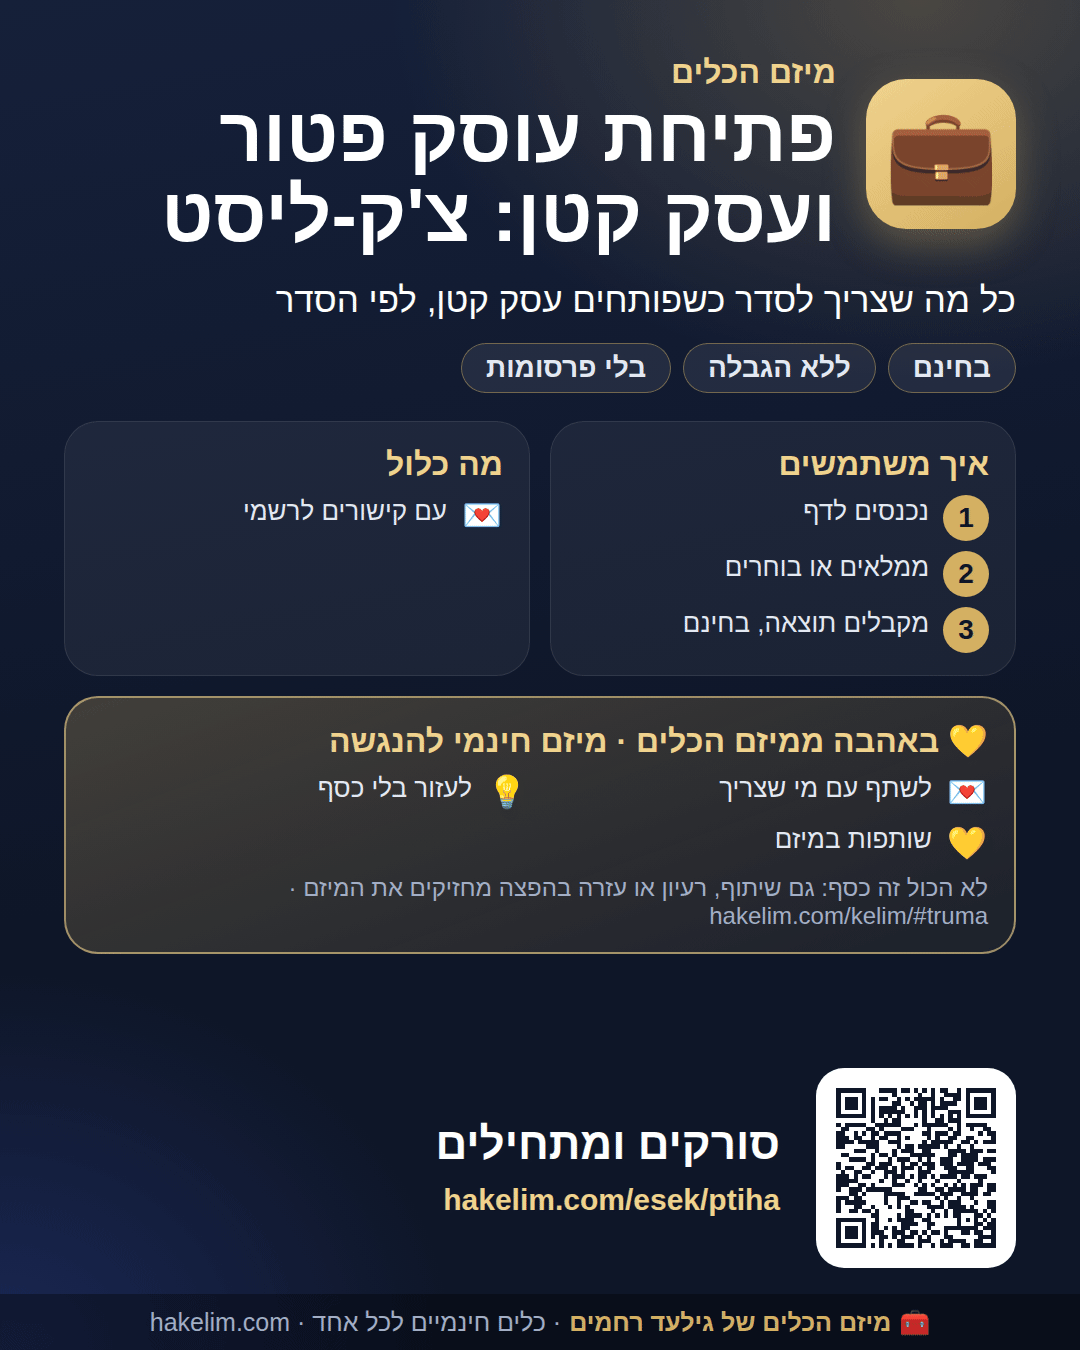 מיזם הכלים
פתיחת עוסק פטור
ועסק קטן: צ'ק-ליסט
כל מה שצריך לסדר כשפותחים עסק קטן, לפי הסדר
בחינם
ללא הגבלה
בלי פרסומות
איך משתמשים
1 נכנסים לדף
2 ממלאים או בוחרים
3 מקבלים תוצאה, בחינם
מה כלול
💌 עם קישורים לרשמי
💛 באהבה ממיזם הכלים · מיזם חינמי להנגשה
💌 לשתף עם מי שצריך
💡 לעזור בלי כסף
💛 שותפות במיזם
לא הכול זה כסף: גם שיתוף, רעיון או עזרה בהפצה מחזיקים את המיזם ·
hakelim.com/kelim/#truma
סורקים ומתחילים
hakelim.com/esek/ptiha
🧰 מיזם הכלים של גילעד רחמים · כלים חינמיים לכל אחד · hakelim.com